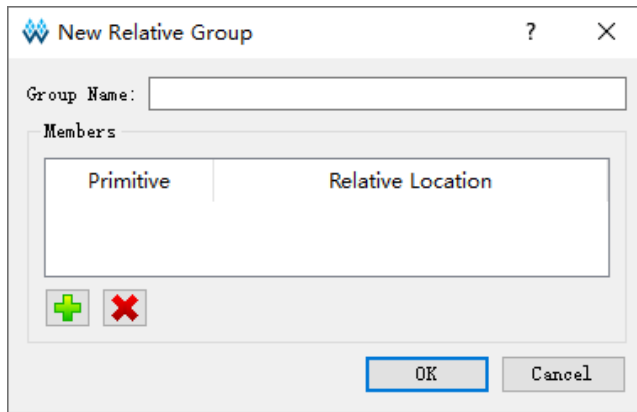 New Relative Group
?
Group Name:
Members
Primitive Relative Location
OK Cancel